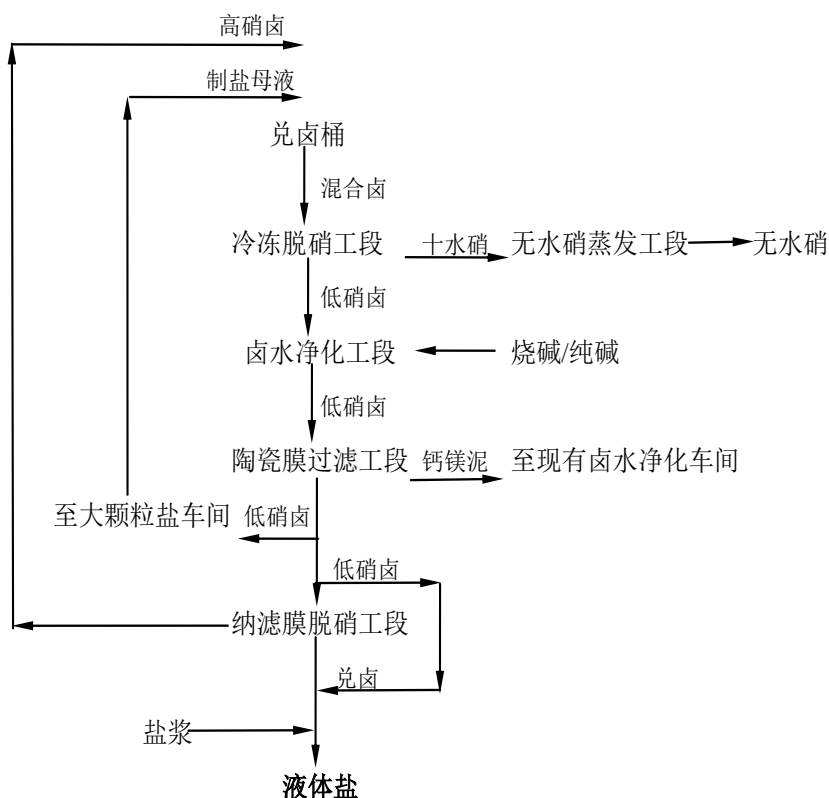 高硝卤
制盐母液
兑卤桶
混合卤
冷冻脱硝工段
十水硝
无水硝蒸发工段
无水硝
低硝卤
卤水净化工段
烧碱/纯碱
低硝卤
陶瓷膜过滤工段
钙镁泥
至现有卤水净化车间
至大颗粒盐车间
低硝卤
低硝卤
纳滤膜脱硝工段
兑卤
盐浆
液体盐